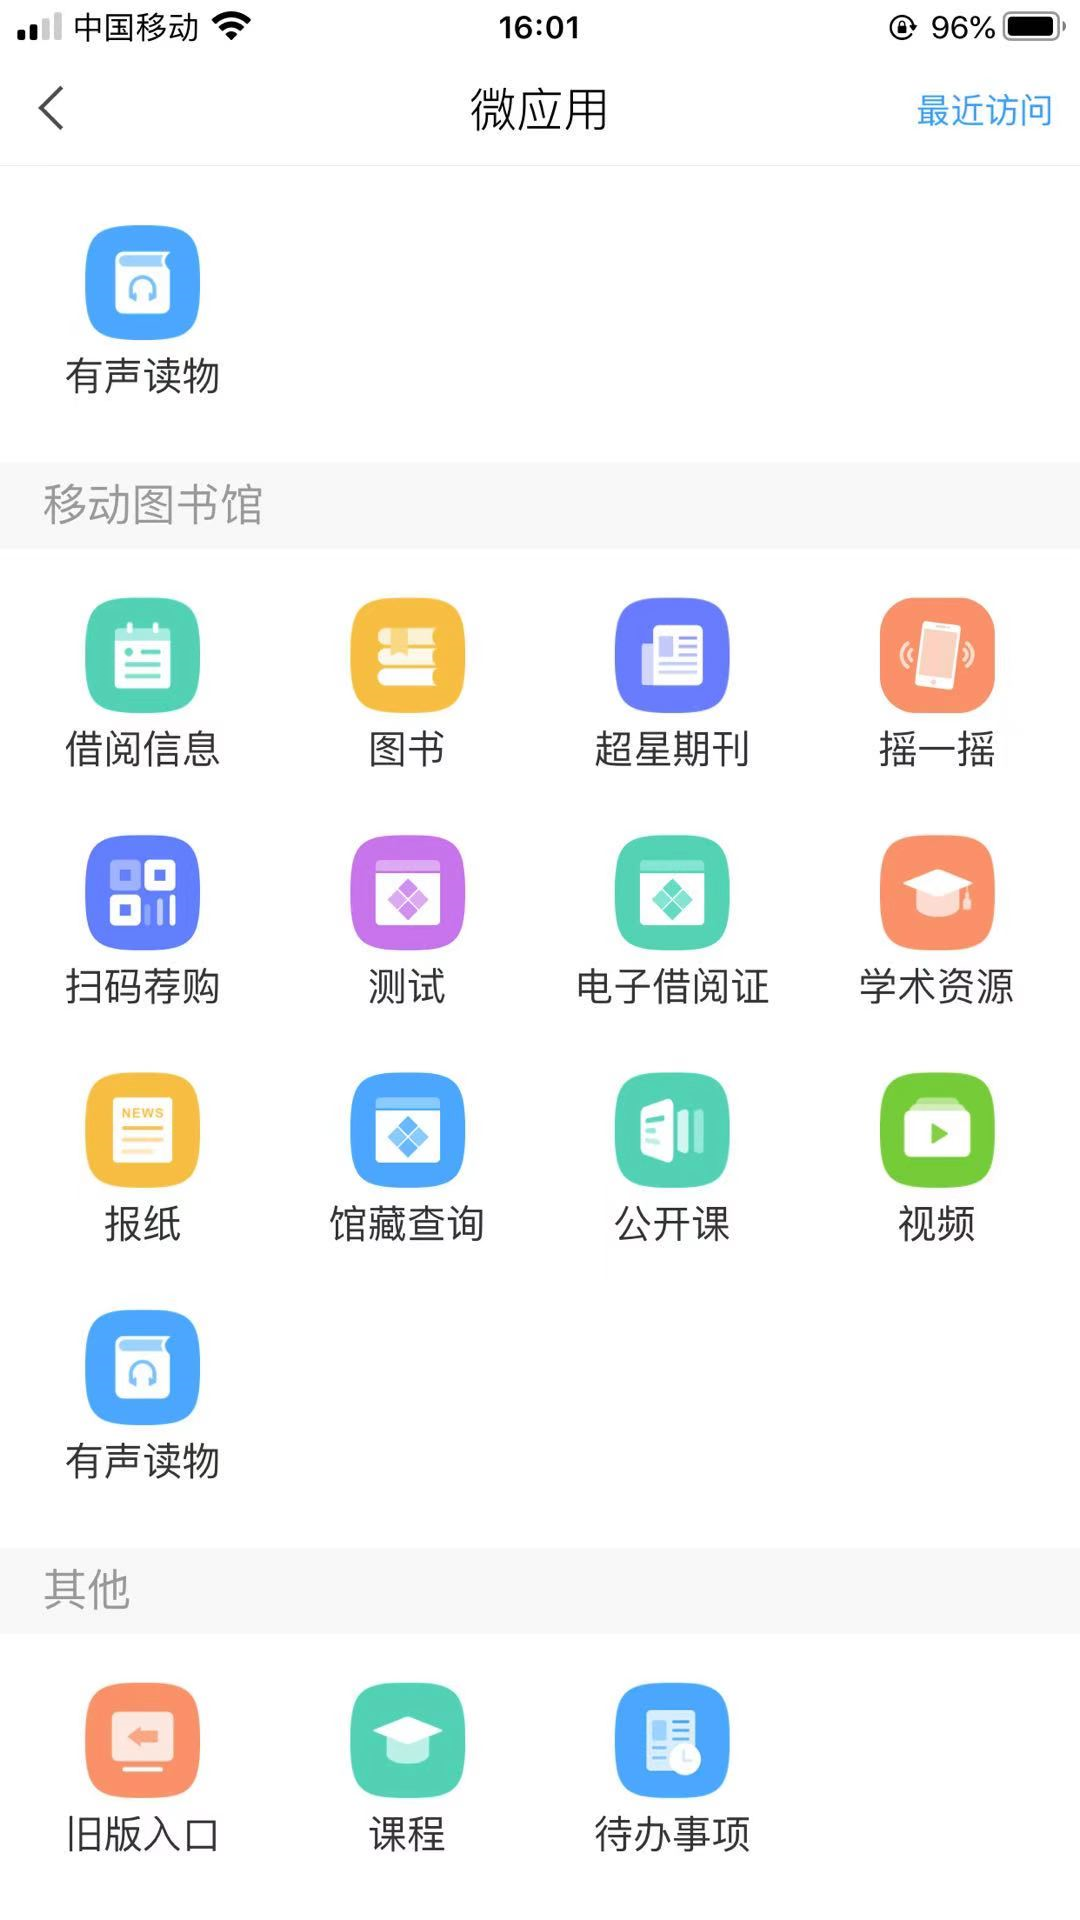 中国移动 16:01 96%
微应用 最近访问
有声读物
移动图书馆
借阅信息 图书 超星期刊 摇一摇
扫码荐购 测试 电子借阅证 学术资源
NEWS
报纸 馆藏查询 公开课 视频
有声读物
其他
旧版入口 课程 待办事项